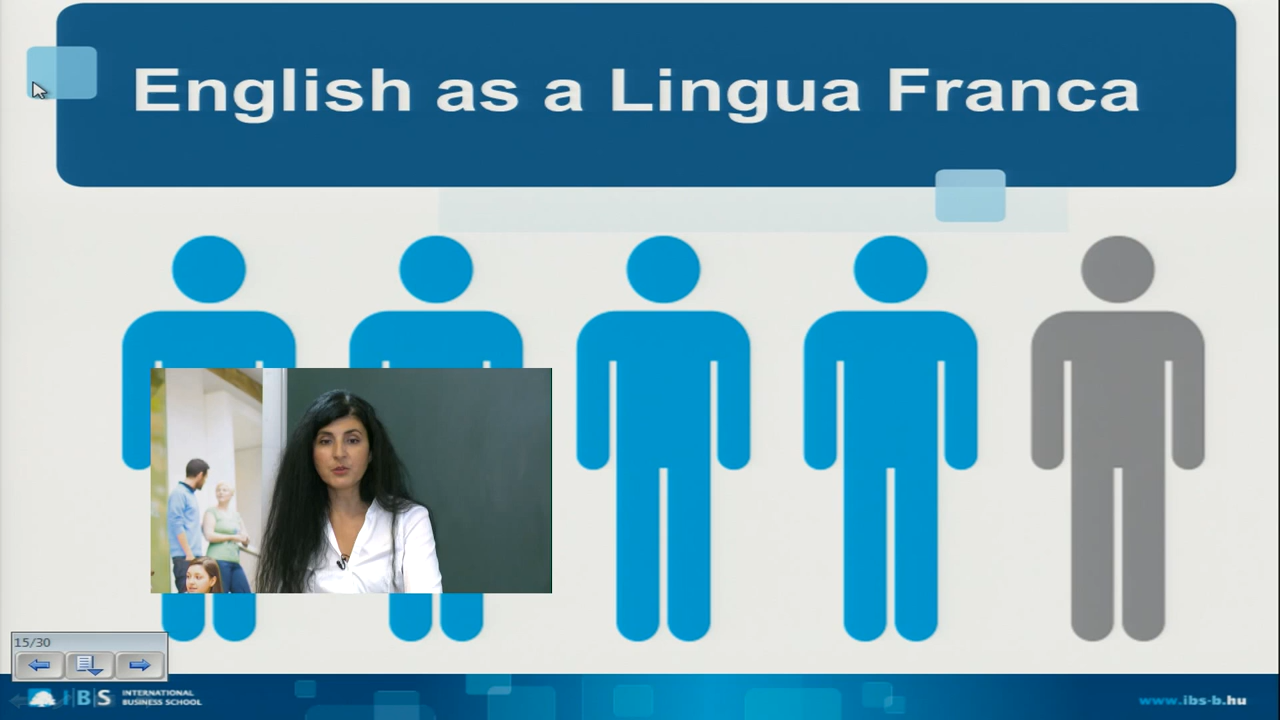 English as a Lingua Franca
15/30
IBS
INTERNATIONAL
BUSINESS SCHOOL
www.ibs-b.hu